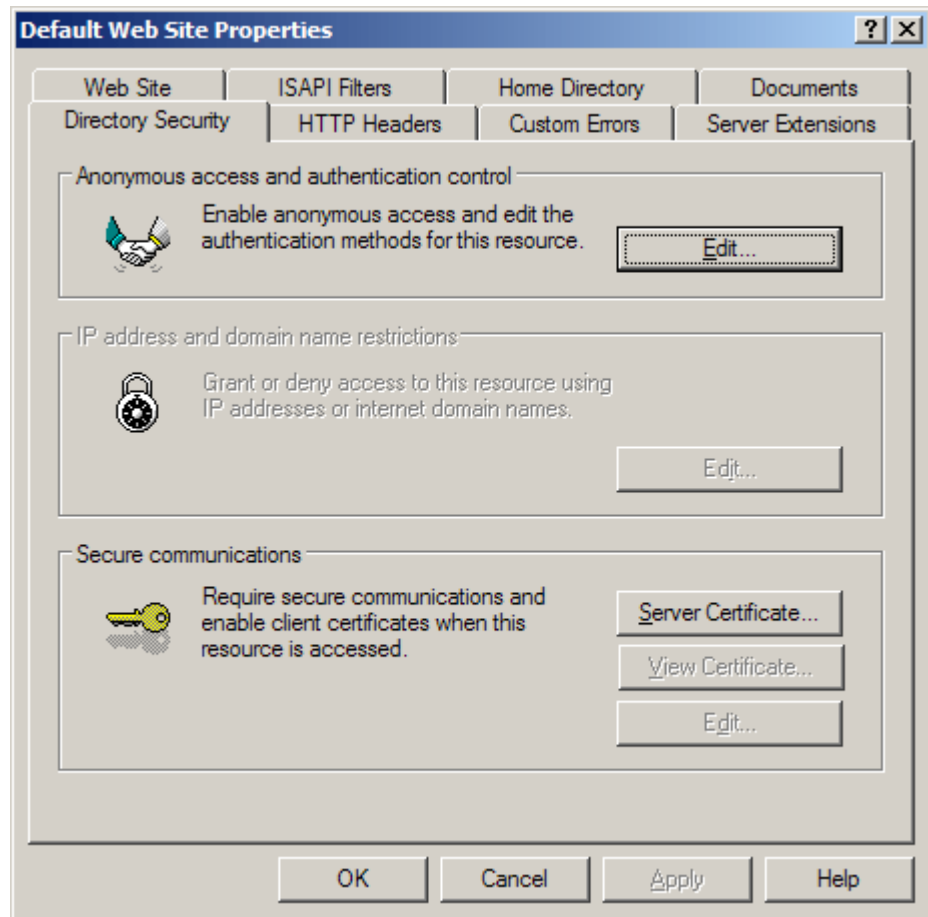 Default Web Site Properties
Web Site ISAPI Filters Home Directory Documents
Directory Security HTTP Headers Custom Errors Server Extensions
Anonymous access and authentication control
Enable anonymous access and edit the
authentication methods for this resource.
Edit...
IP address and domain name restrictions
Grant or deny access to this resource using
IP addresses or internet domain names.
Edit...
Secure communications
Require secure communications and
enable client certificates when this
resource is accessed.
Server Certificate...
View Certificate...
Edit...
OK Cancel Apply Help